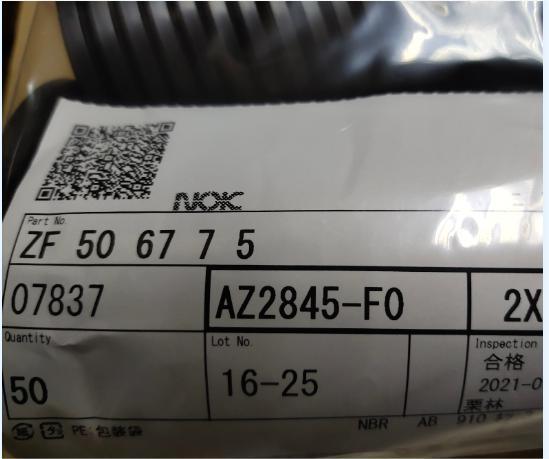 NOK
Part No.
ZF 50 67 7 5
07837
AZ2845-F0
2X
Quantity
Lot No.
Inspection
50
16-25
合格
2021-0
栗林
PE:包装袋
NBR
AB
910